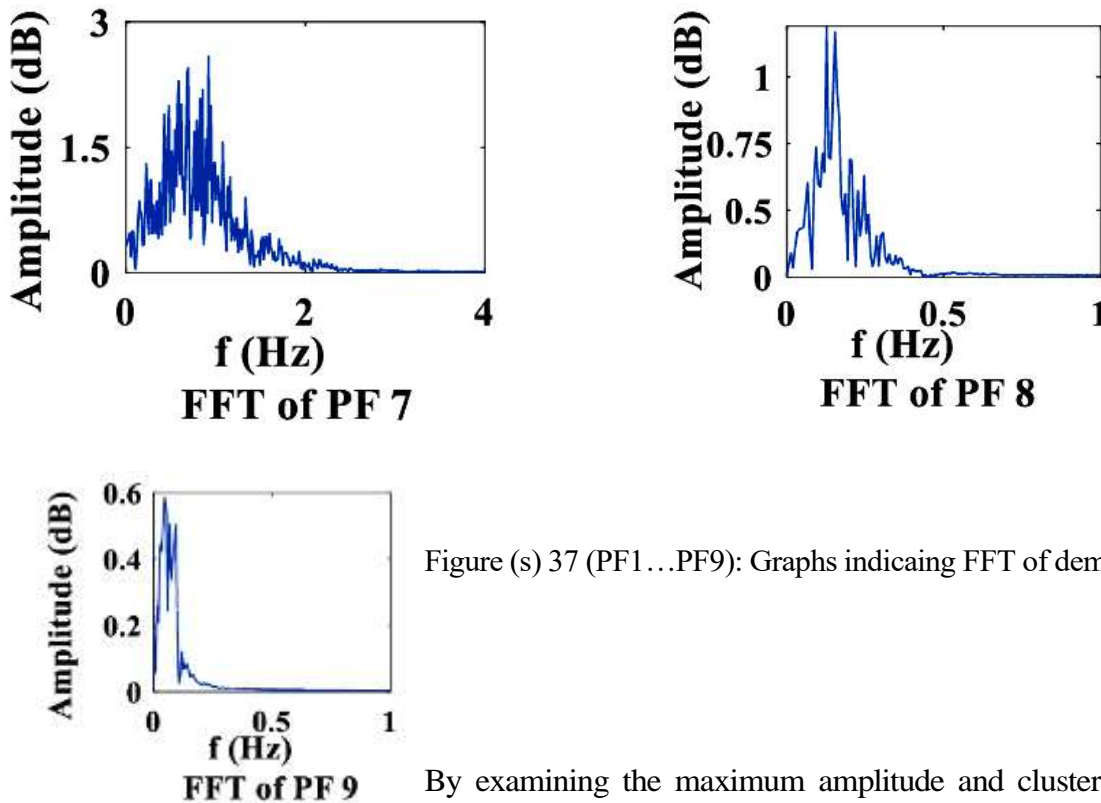 Amplitude (dB)
3
1.5
0
0 2 4
f (Hz)
FFT of PF 7
Amplitude (dB)
1
0.75
0.5
0
0 0.5 1
f (Hz)
FFT of PF 8
Amplitude (dB)
0.6
0.4
0.2
0
0 0.5 1
f (Hz)
FFT of PF 9
Figure (s) 37 (PF1…PF9): Graphs indicaing FFT of dem
By examining the maximum amplitude and cluster